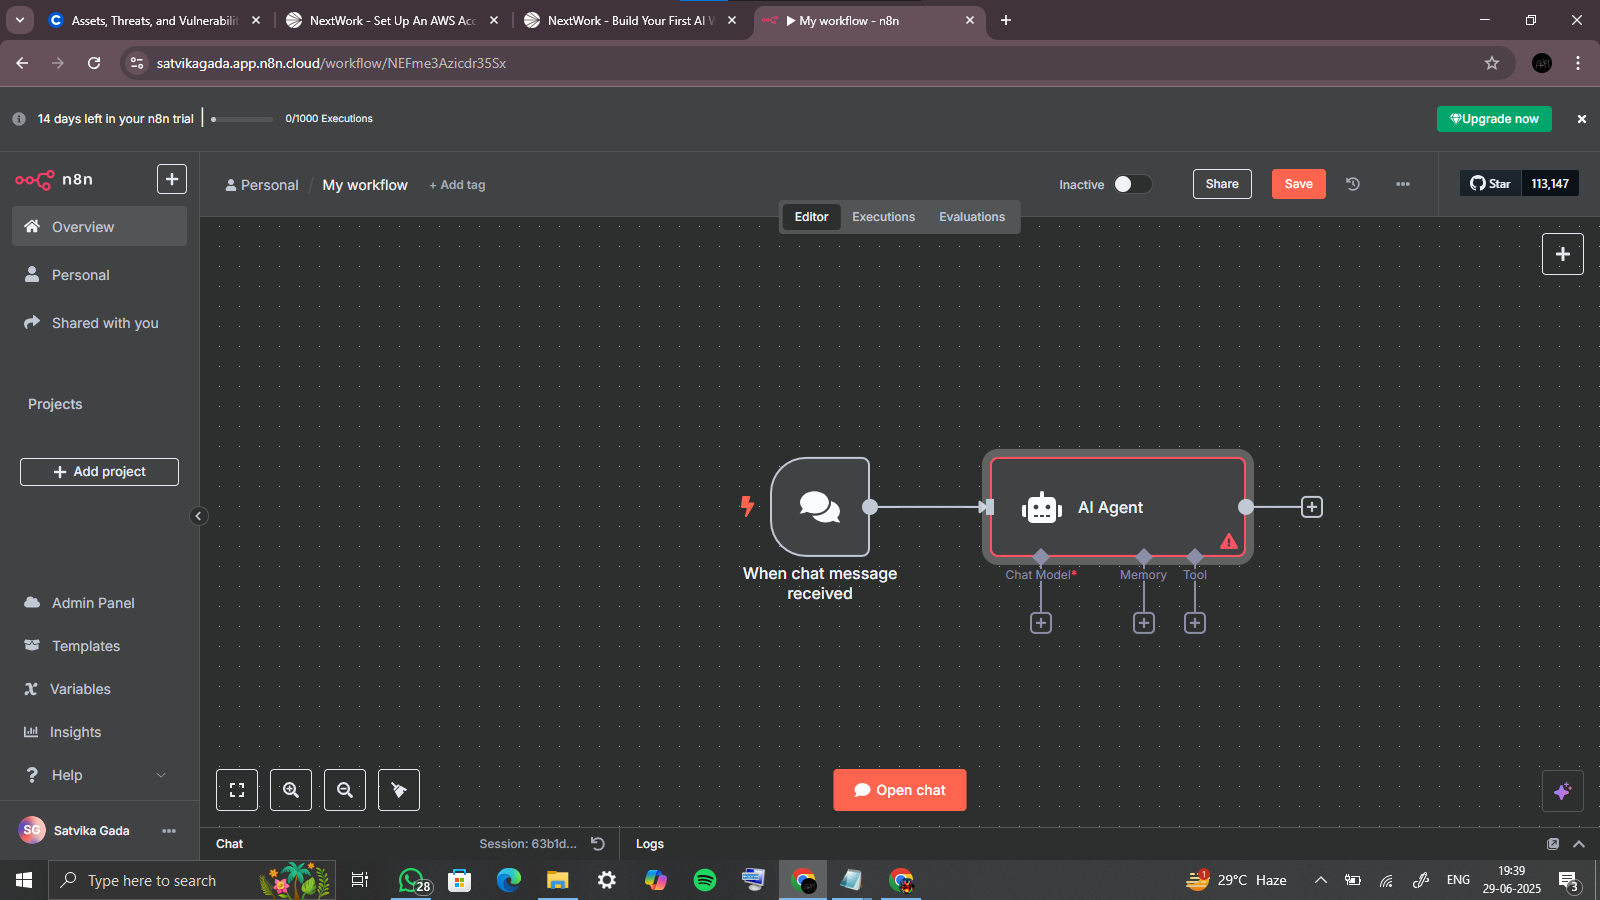 Assets, Threats, and Vulnerabilit
NextWork - Set Up An AWS Acc
NextWork - Build Your First AI W
My workflow - n8n
satvikagada.app.n8n.cloud/workflow/NEFme3Azicdr35Sx
14 days left in your n8n trial
0/1000 Executions
Upgrade now
n8n
Personal / My workflow + Add tag
Inactive
Share
Save
Star 113,147
Editor
Executions
Evaluations
Overview
Personal
Shared with you
Projects
Add project
Admin Panel
Templates
Variables
Insights
Help
SG Satvika Gada
When chat message
received
AI Agent
Chat Model*
Memory
Tool
Open chat
Chat
Session: 63b1d...
Logs
Type here to search
28
1
29°C Haze
ENG
19:39
29-06-2025
3